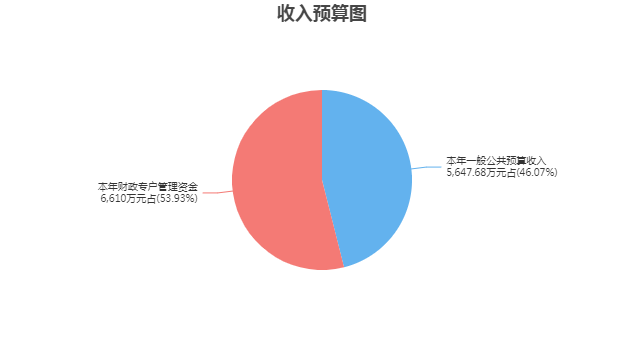 收入预算图
本年一般公共预算收入
5,647.68万元占(46.07%)
本年财政专户管理资金
6,610万元占(53.93%)